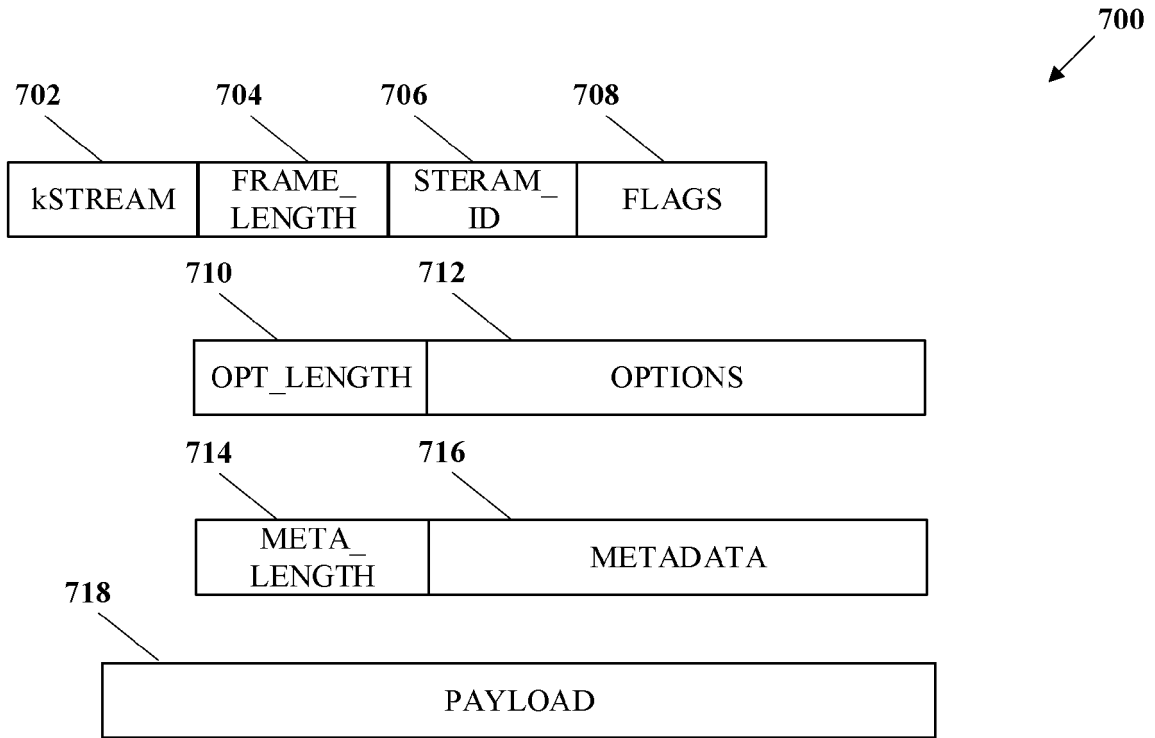 700
702 704 706 708
kSTREAM FRAME_ STERAM_ FLAGS
LENGTH ID
710 712
OPT_LENGTH OPTIONS
714 716
META_ METADATA
LENGTH
718
PAYLOAD